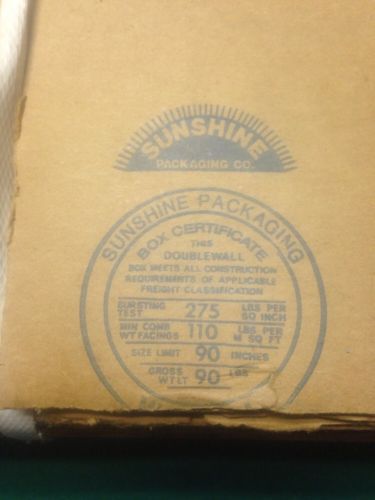 SUNSHINE
PACKAGING CO.
SUNSHINE PACKAGING
BOX CERTIFICATE
THIS
DOUBLEWALL
BOX MEETS ALL CONSTRUCTION
REQUIREMENTS OF APPLICABLE
FREIGHT CLASSIFICATION
BURSTING TEST 275 LBS PER SQ INCH
MIN COMB WT FACINGS 110 LBS PER M SQ FT
SIZE LIMIT 90 INCHES
GROSS WT LT 90 LBS